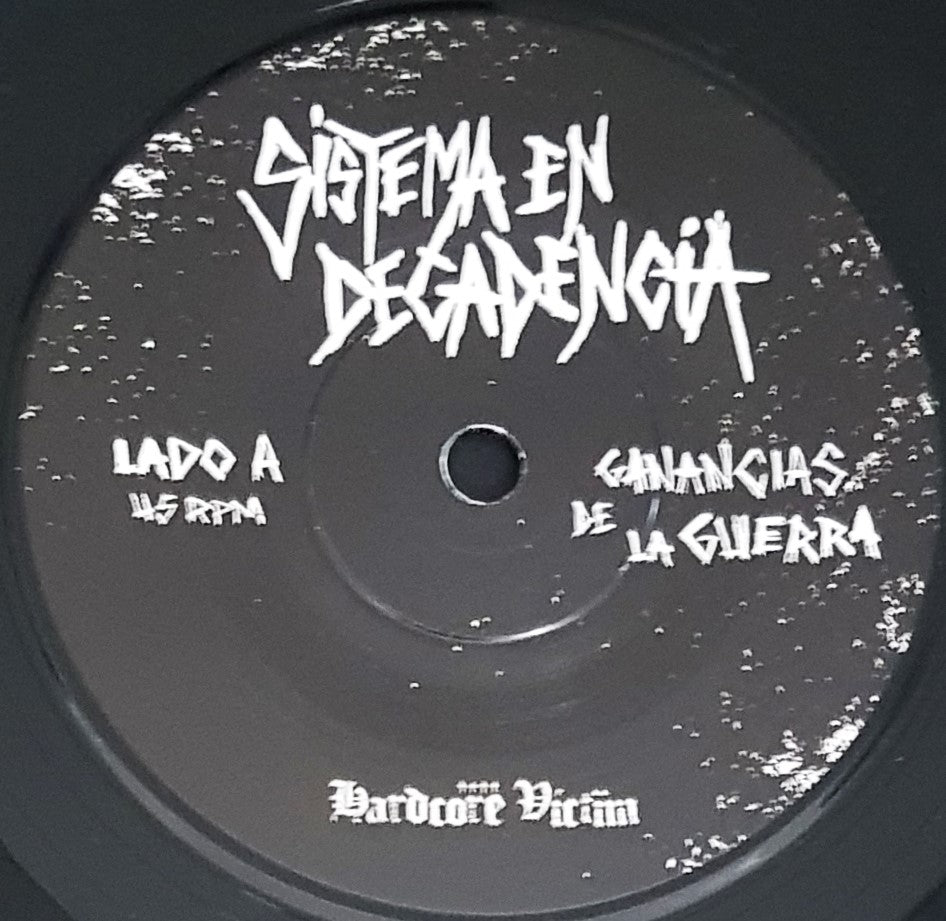 SISTEMA EN
DECADENCIA
LADO A
45 RPM
GANANCIAS
DE
LA GUERRA
Hardcore Victim